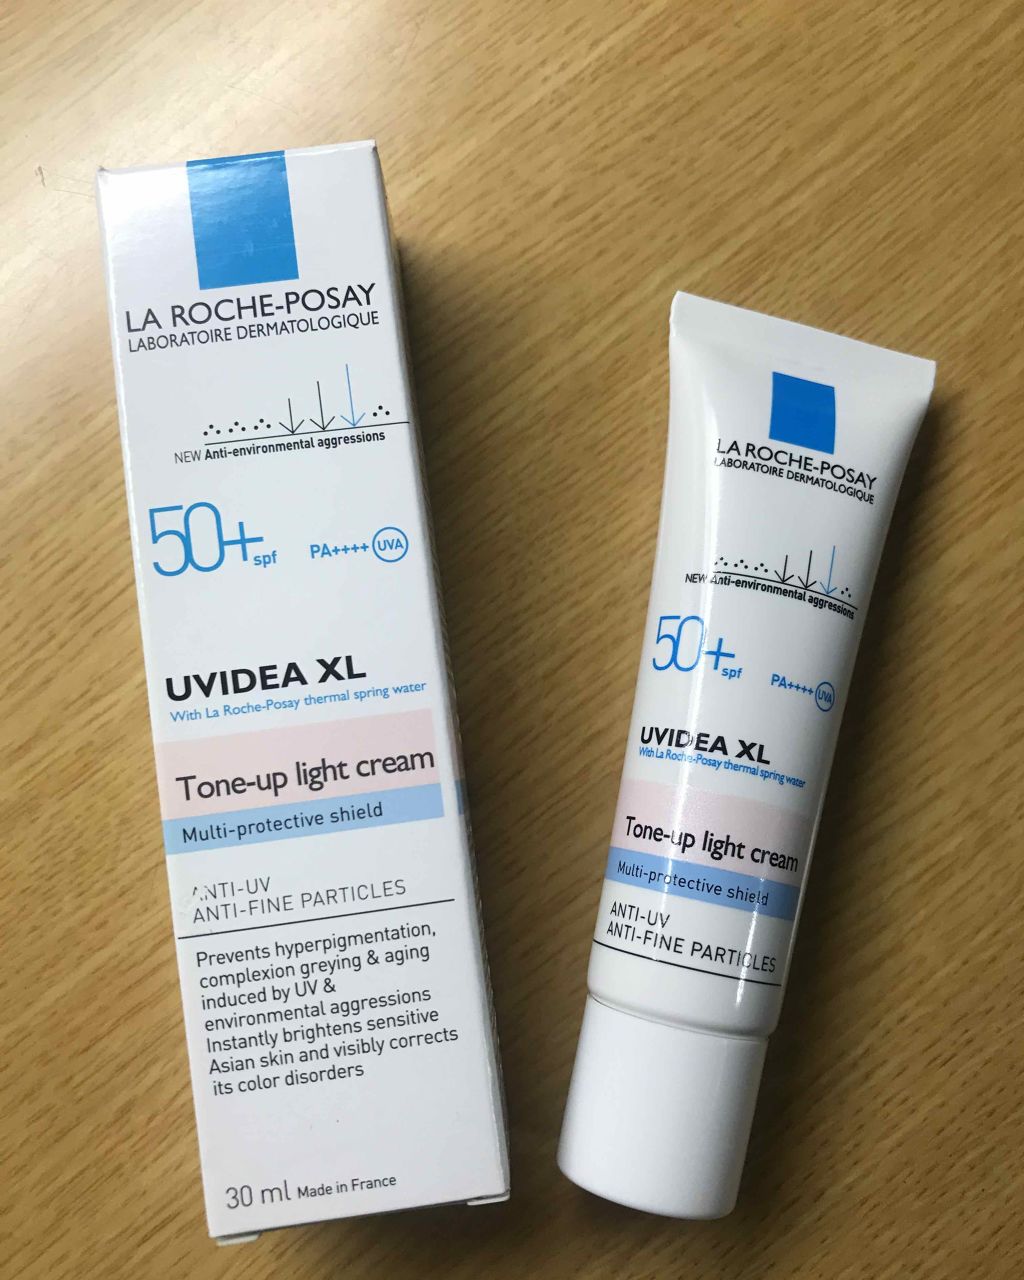 LA ROCHE-POSAY
LABORATOIRE DERMATOLOGIQUE
NEW Anti-environmental aggressions
50+ spf PA++++ UVA
UVIDEA XL
With La Roche-Posay thermal spring water
Tone-up light cream
Multi-protective shield
ANTI-UV
ANTI-FINE PARTICLES
Prevents hyperpigmentation,
complexion greying & aging
induced by UV &
environmental aggressions
Instantly brightens sensitive
Asian skin and visibly corrects
its color disorders
30 ml Made in France
LA ROCHE-POSAY
LABORATOIRE DERMATOLOGIQUE
NEW Anti-environmental aggressions
50+ spf PA++++ UVA
UVIDEA XL
With La Roche-Posay thermal spring water
Tone-up light cream
Multi-protective shield
ANTI-UV
ANTI-FINE PARTICLES